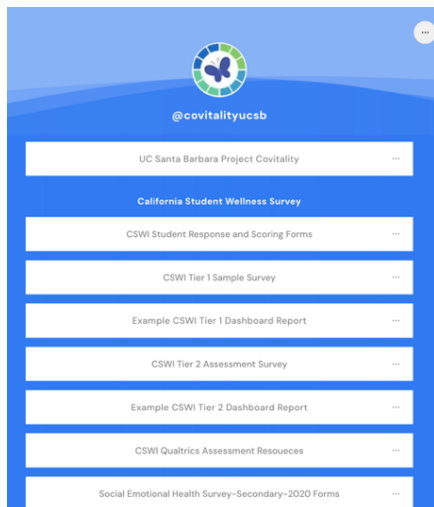 @covitalityucsb
UC Santa Barbara Project Covitality
California Student Wellness Survey
CSWI Student Response and Scoring Forms
CSWI Tier 1 Sample Survey
Example CSWI Tier 1 Dashboard Report
CSWI Tier 2 Assessment Survey
Example CSWI Tier 2 Dashboard Report
CSWI Qualtrics Assessment Resoueces
Social Emotional Health Survey-Secondary-2020 Forms